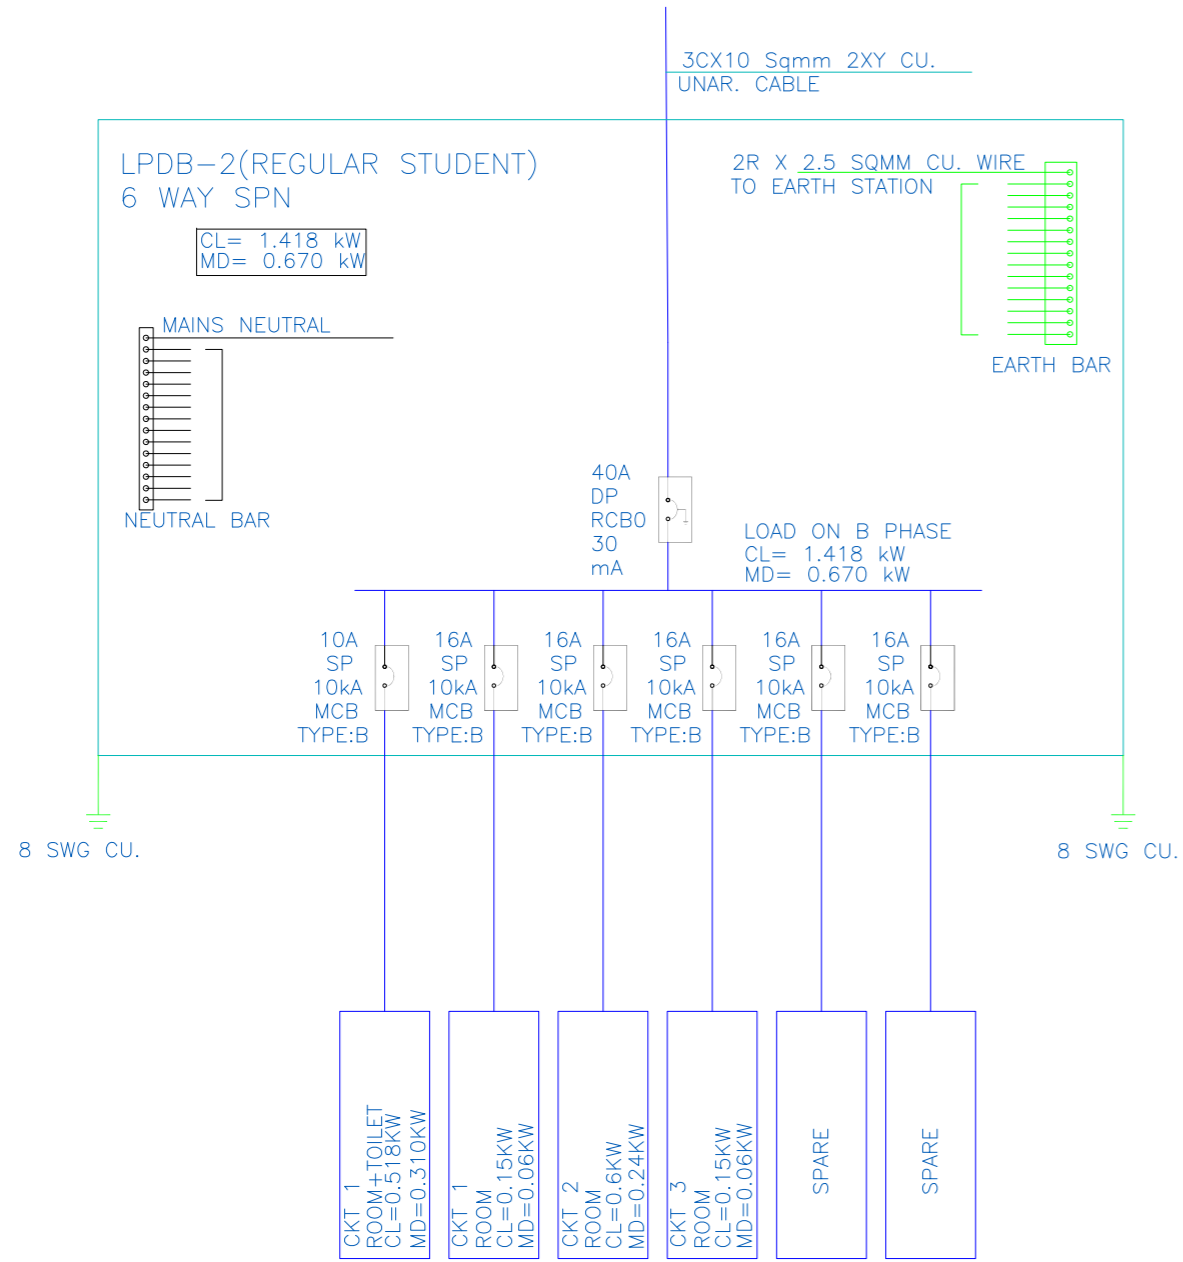 3CX10 Sqmm 2XY CU.
UNAR. CABLE
LPDB-2(REGULAR STUDENT)
6 WAY SPN
CL= 1.418 kW
MD= 0.670 kW
2R X 2.5 SQMM CU. WIRE
TO EARTH STATION
MAINS NEUTRAL
EARTH BAR
NEUTRAL BAR
40A
DP
RCBO
30
mA
LOAD ON B PHASE
CL= 1.418 kW
MD= 0.670 kW
10A
SP
10kA
MCB
TYPE:B
16A
SP
10kA
MCB
TYPE:B
16A
SP
10kA
MCB
TYPE:B
16A
SP
10kA
MCB
TYPE:B
16A
SP
10kA
MCB
TYPE:B
16A
SP
10kA
MCB
TYPE:B
8 SWG CU.
8 SWG CU.
CKT 1
ROOM+TOILET
CL=0.518KW
MD=0.310KW
CKT 1
ROOM
CL=0.15KW
MD=0.06KW
CKT 2
ROOM
CL=0.6KW
MD=0.24KW
CKT 3
ROOM
CL=0.15KW
MD=0.06KW
SPARE
SPARE